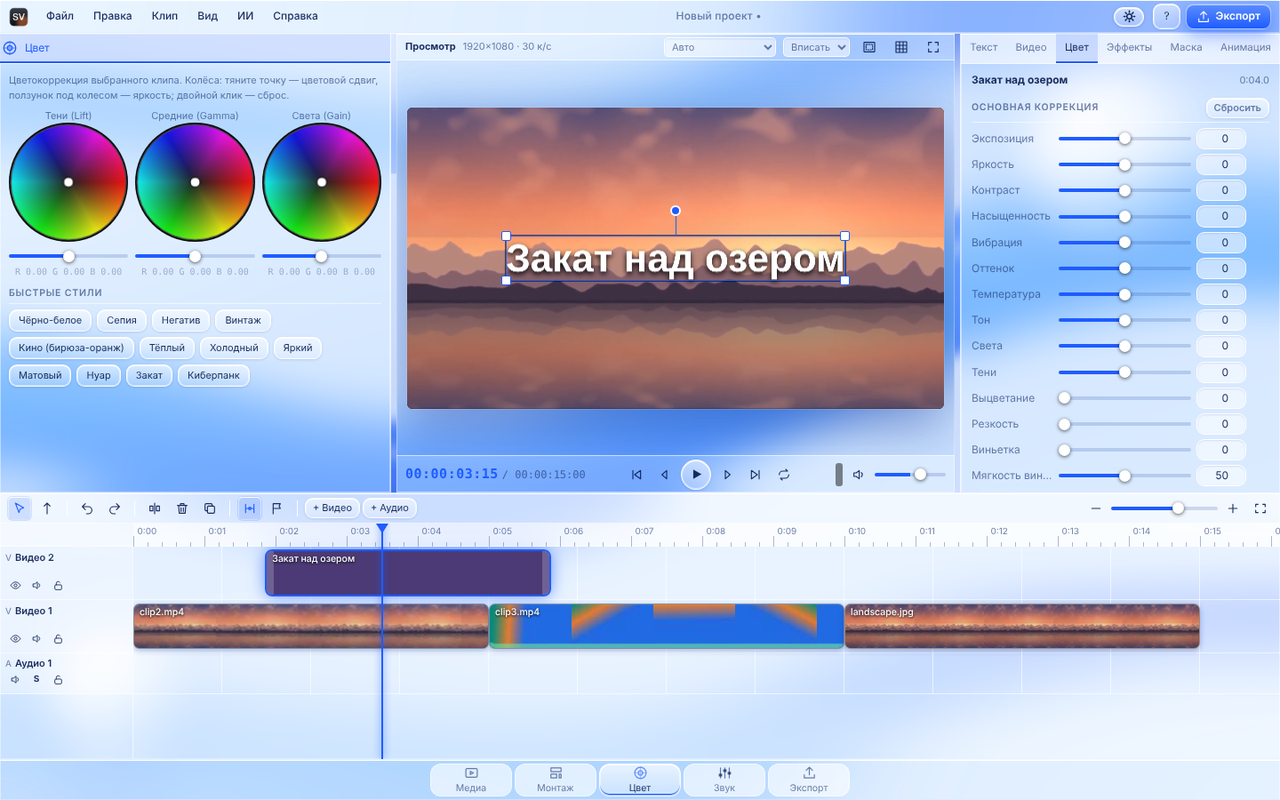 SV Файл Правка Клип Вид ИИ Справка Новый проект • ? Экспорт
Цвет
Цветокоррекция выбранного клипа. Колёса: тяните точку — цветовой сдвиг,
ползунок под колесом — яркость; двойной клик — сброс.
Тени (Lift) Средние (Gamma) Света (Gain)
R 0.00 G 0.00 B 0.00 R 0.00 G 0.00 B 0.00 R 0.00 G 0.00 B 0.00
БЫСТРЫЕ СТИЛИ
Чёрно-белое Сепия Негатив Винтаж
Кино (бирюза-оранж) Тёплый Холодный Яркий
Матовый Нуар Закат Киберпанк
Просмотр 1920×1080 · 30 к/с Авто Вписать
Закат над озером
00:00:03:15 / 00:00:15:00
Текст Видео Цвет Эффекты Маска Анимация
Закат над озером 0:04.0
ОСНОВНАЯ КОРРЕКЦИЯ Сбросить
Экспозиция 0
Яркость 0
Контраст 0
Насыщенность 0
Вибрация 0
Оттенок 0
Температура 0
Тон 0
Света 0
Тени 0
Выцветание 0
Резкость 0
Виньетка 0
Мягкость вин... 50
+ Видео + Аудио
0:00 0:01 0:02 0:03 0:04 0:05 0:06 0:07 0:08 0:09 0:10 0:11 0:12 0:13 0:14 0:15
V Видео 2 Закат над озером
V Видео 1 clip2.mp4 clip3.mp4 landscape.jpg
A Аудио 1
S
Медиа Монтаж Цвет Звук Экспорт